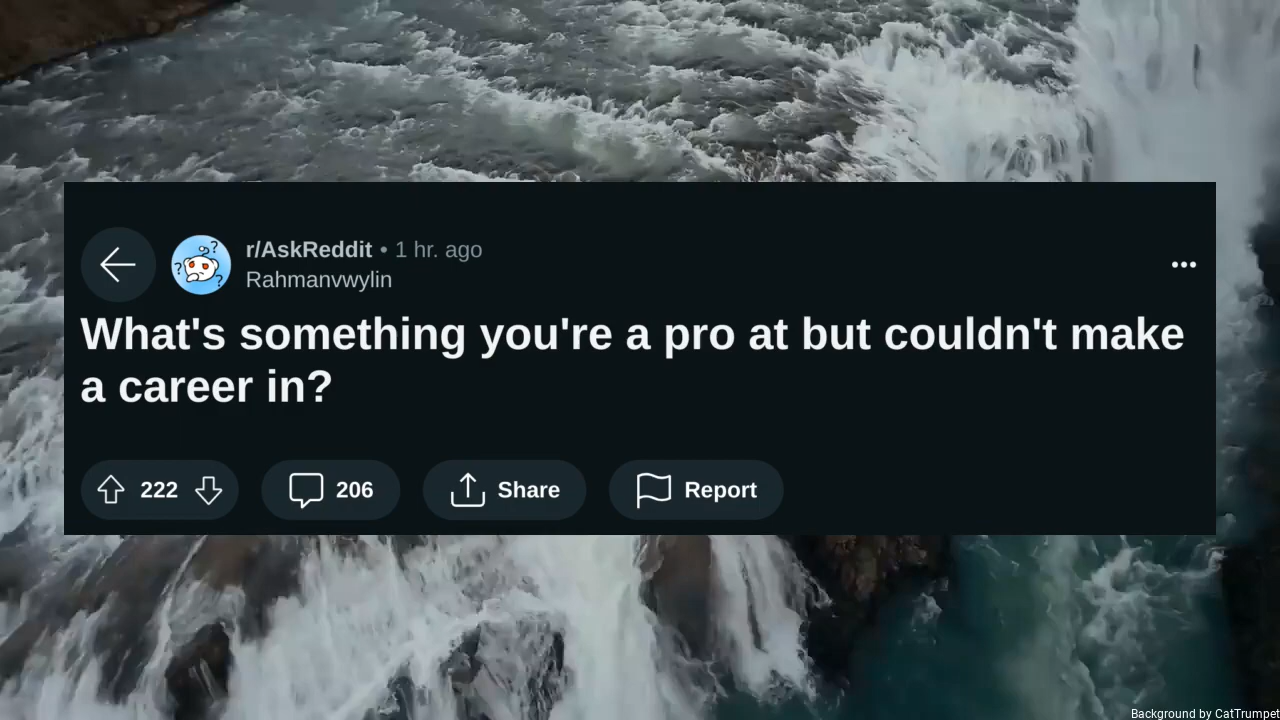 r/AskReddit • 1 hr. ago
Rahmanvwylin
What's something you're a pro at but couldn't make
a career in?
222
206
Share
Report
Background by CatTrumpet